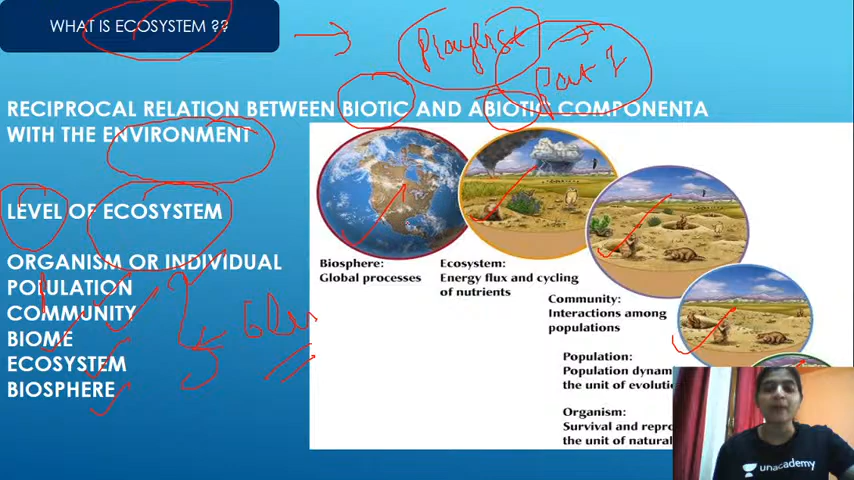 WHAT IS ECOSYSTEM ??
Playlist
Part 2
RECIPROCAL RELATION BETWEEN BIOTIC AND ABIOTIC COMPONENTA
WITH THE ENVIRONMENT
LEVEL OF ECOSYSTEM
ORGANISM OR INDIVIDUAL
POPULATION
COMMUNITY
BIOME
ECOSYSTEM
BIOSPHERE
Biosphere:
Global processes
Ecosystem:
Energy flux and cycling
of nutrients
Community:
Interactions among
populations
Population:
Population dynam
the unit of evoluti
Organism:
Survival and repro
the unit of natural
unacademy